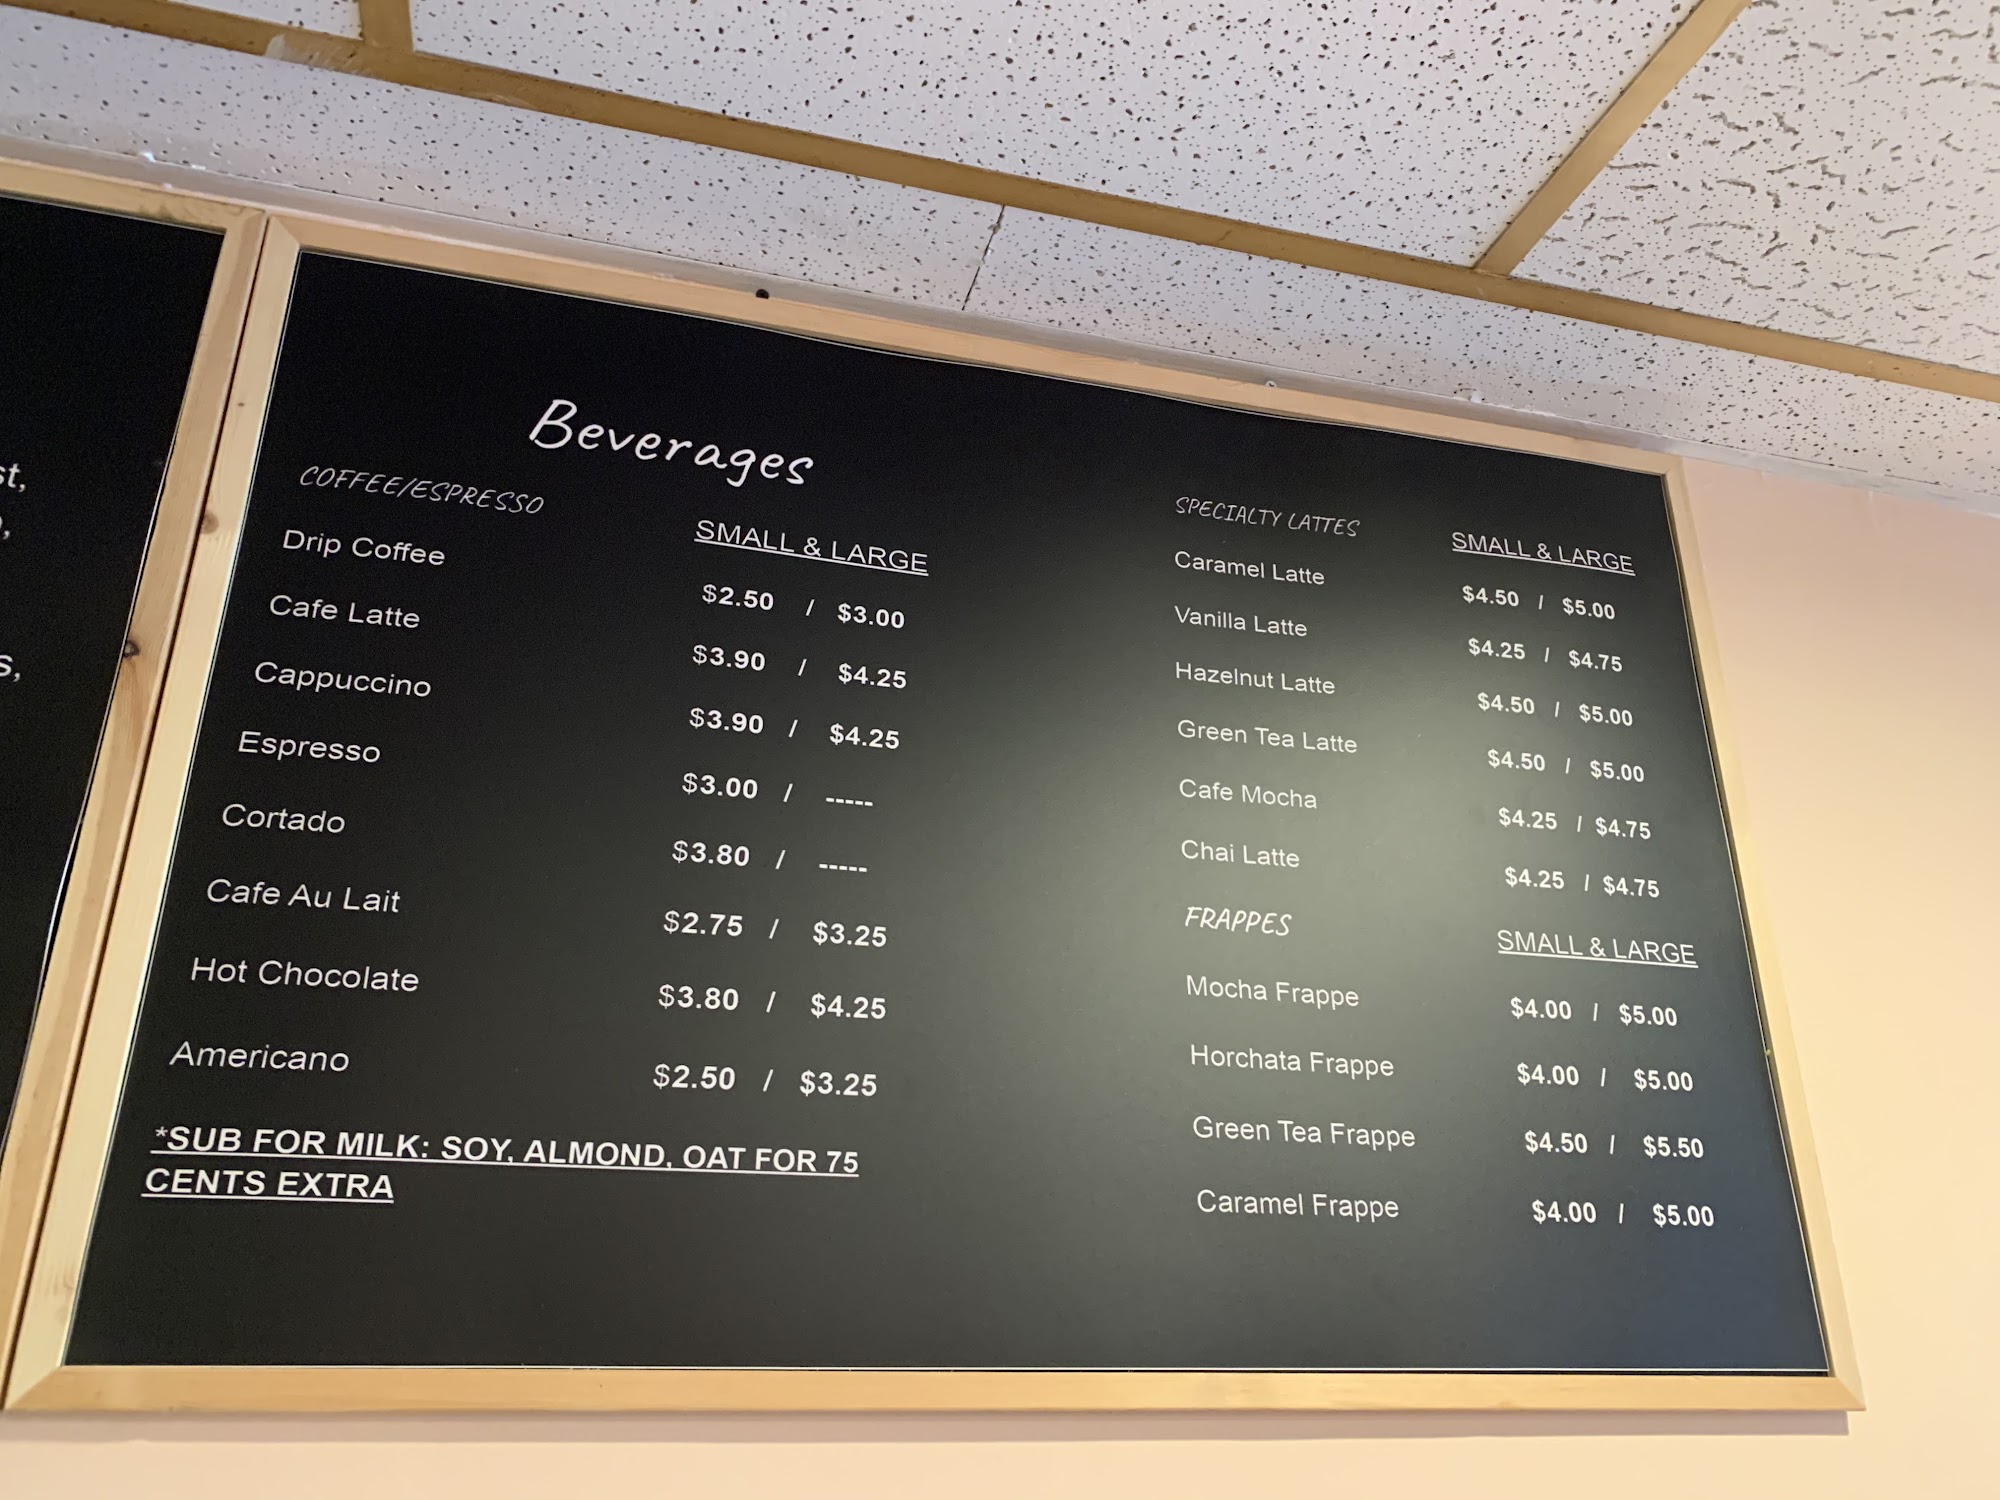 st,
s,
Beverages
COFFEE/ESPRESSO
SMALL & LARGE
Drip Coffee $2.50 / $3.00
Cafe Latte $3.90 / $4.25
Cappuccino $3.90 / $4.25
Espresso $3.00 / -----
Cortado $3.80 / -----
Cafe Au Lait $2.75 / $3.25
Hot Chocolate $3.80 / $4.25
Americano $2.50 / $3.25
*SUB FOR MILK: SOY, ALMOND, OAT FOR 75
CENTS EXTRA
SPECIALTY LATTES
SMALL & LARGE
Caramel Latte $4.50 / $5.00
Vanilla Latte $4.25 / $4.75
Hazelnut Latte $4.50 / $5.00
Green Tea Latte $4.50 / $5.00
Cafe Mocha $4.25 / $4.75
Chai Latte $4.25 / $4.75
FRAPPES
SMALL & LARGE
Mocha Frappe $4.00 / $5.00
Horchata Frappe $4.00 / $5.00
Green Tea Frappe $4.50 / $5.50
Caramel Frappe $4.00 / $5.00